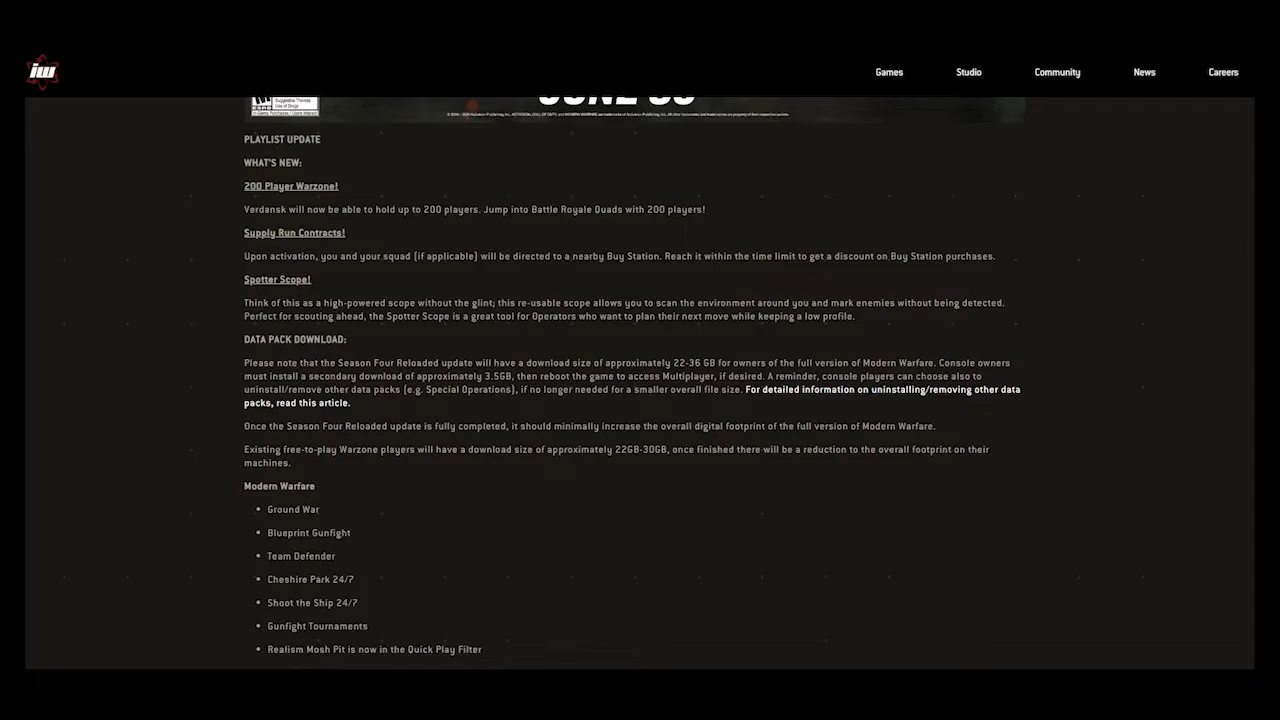 iw
Games
Studio
Community
News
Careers
Suggestive Themes
Use of Drugs
In-Game Purchases / Users Interact
PLAYLIST UPDATE
WHAT'S NEW:
200 Player Warzone!
Verdansk will now be able to hold up to 200 players. Jump into Battle Royale Quads with 200 players!
Supply Run Contracts!
Upon activation, you and your squad (if applicable) will be directed to a nearby Buy Station. Reach it within the time limit to get a discount on Buy Station purchases.
Spotter Scope!
Think of this as a high-powered scope without the glint; this re-usable scope allows you to scan the environment around you and mark enemies without being detected.
Perfect for scouting ahead, the Spotter Scope is a great tool for Operators who want to plan their next move while keeping a low profile.
DATA PACK DOWNLOAD:
Please note that the Season Four Reloaded update will have a download size of approximately 22-36 GB for owners of the full version of Modern Warfare. Console owners
must install a secondary download of approximately 3.5GB, then reboot the game to access Multiplayer, if desired. A reminder, console players can choose also to
uninstall/remove other data packs (e.g. Special Operations), if no longer needed for a smaller overall file size. For detailed information on uninstalling/removing other data
packs, read this article.
Once the Season Four Reloaded update is fully completed, it should minimally increase the overall digital footprint of the full version of Modern Warfare.
Existing free-to-play Warzone players will have a download size of approximately 22GB-30GB, once finished there will be a reduction to the overall footprint on their
machines.
Modern Warfare
• Ground War
• Blueprint Gunfight
• Team Defender
• Cheshire Park 24/7
• Shoot the Ship 24/7
• Gunfight Tournaments
• Realism Mosh Pit is now in the Quick Play Filter